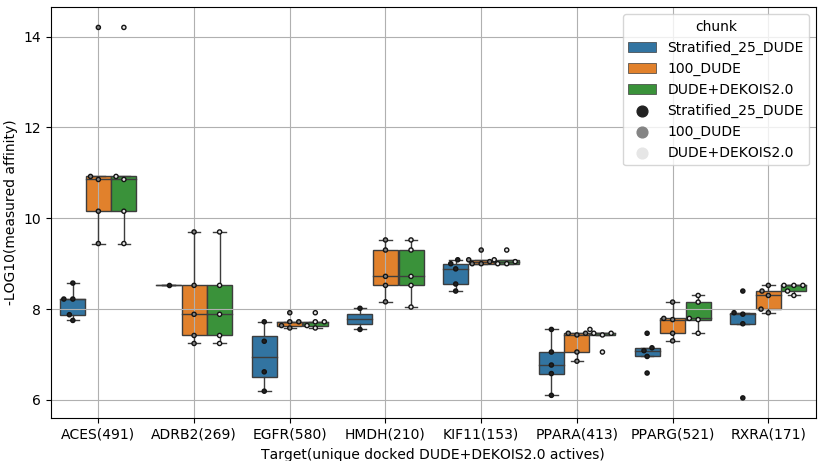 chunk
Stratified_25_DUDE
100_DUDE
DUDE+DEKOIS2.0
Stratified_25_DUDE
100_DUDE
DUDE+DEKOIS2.0
-LOG10(measured affinity)
14
12
10
8
6
ACES(491) ADRB2(269) EGFR(580) HMDH(210) KIF11(153) PPARA(413) PPARG(521) RXRA(171)
Target(unique docked DUDE+DEKOIS2.0 actives)